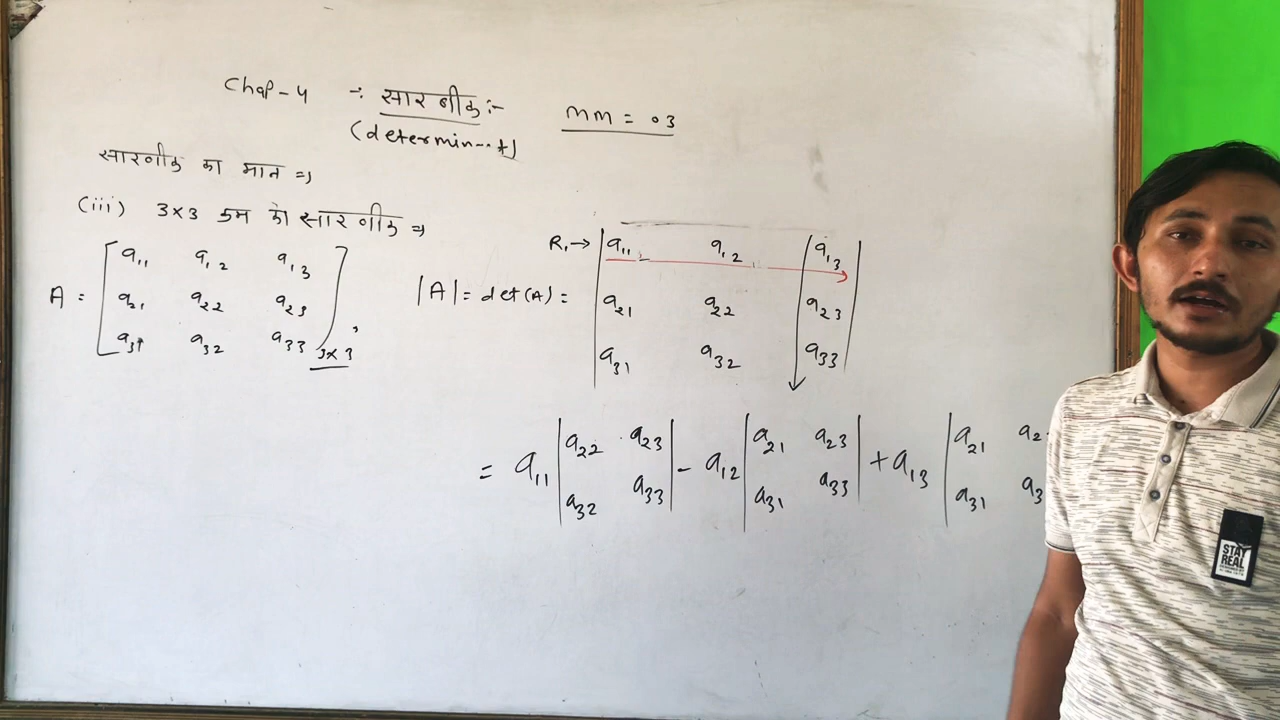 Chap-4 -: सारणीक :- MM = 03
(determin--t)
सारणीक का मान =>
(iii) 3×3 क्रम को सारणीक =>
A = [ a₁₁ a₁₂ a₁₃
a₂₁ a₂₂ a₂₃
a₃₁ a₃₂ a₃₃ ] 3×3 ,
|A| = det(A) = R₁→ | a₁₁ a₁₂ a₁₃ |
| a₂₁ a₂₂ a₂₃ |
| a₃₁ a₃₂ a₃₃ |
= a₁₁ | a₂₂ a₂₃ | - a₁₂ | a₂₁ a₂₃ | + a₁₃ | a₂₁ a₂
| a₃₂ a₃₃ | | a₃₁ a₃₃ | | a₃₁ a₃
STAY
REAL